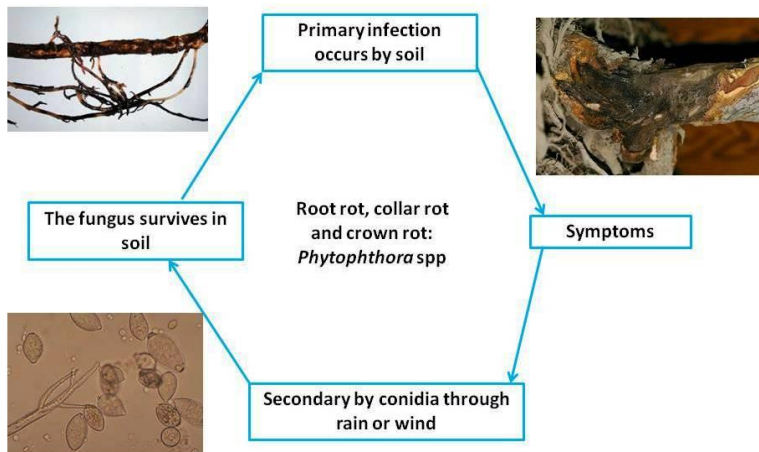 Primary infection
occurs by soil
The fungus survives in
soil
Root rot, collar rot
and crown rot:
Phytophthora spp
Symptoms
Secondary by conidia through
rain or wind